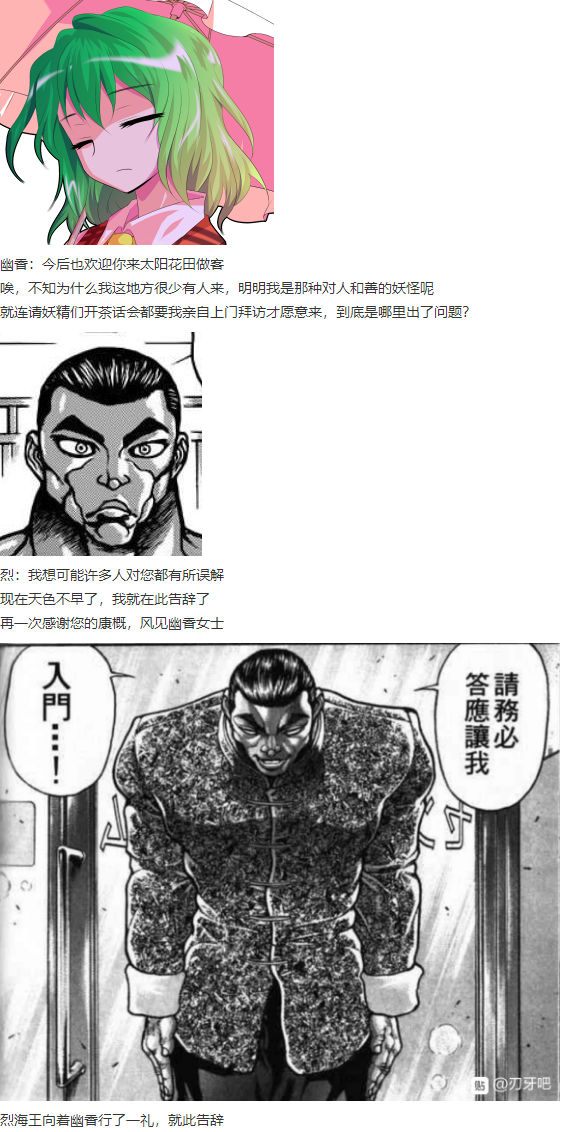 幽香：今后也欢迎你来太阳花田做客
唉，不知为什么我这地方很少有人来，明明我是那种对人和善的妖怪呢
就连请妖精们开茶话会都要我亲自上门拜访才愿意来，到底是哪里出了问题？
烈：我想可能许多人对您都有所误解
现在天色不早了，我就在此告辞了
再一次感谢您的康慨，风见幽香女士
請務必
答應讓我
入門…！
贴 @刃牙吧
烈海王向着幽香行了一礼，就此告辞